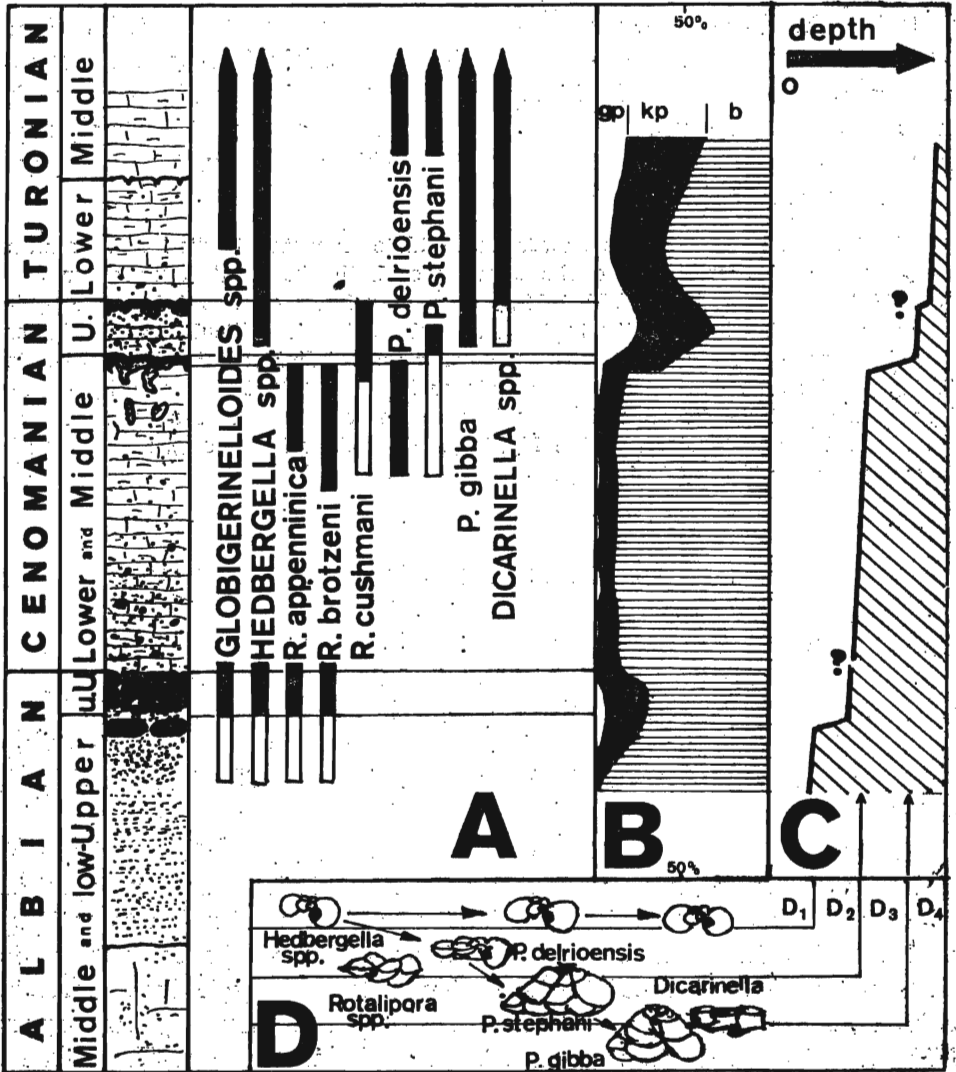 TURONIAN
CENOMANIAN
ALBIAN
Middle
Lower
U.
Lower and Middle
uU
Middle and low-Upper
GLOBIGERINELLOIDES spp.
HEDBERGELLA spp.
R. appenninica
R. brotzeni
R. cushmani
P. delrioensis
P. stephani
P. gibba
DICARINELLA spp.
A
50%
gp
kp
b
B
50%
depth
0
?
?
C
D1
D2
D3
D4
Hedbergella
spp.
P. delrioensis
Rotalipora
spp.
P. stephani
Dicarinella
P. gibba
D